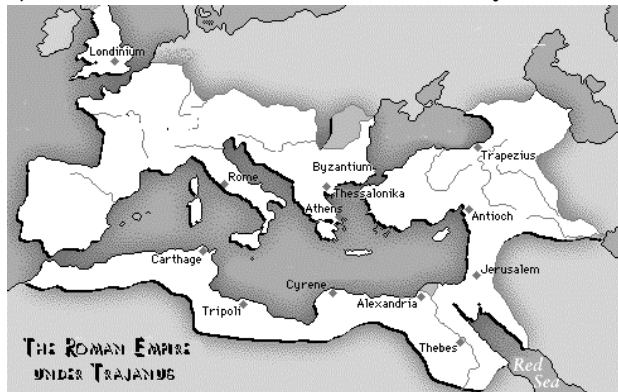 Londinium
Trapezius
Byzantium
Rome
Thessalonika
Athens
Antioch
Carthage
Jerusalem
Cyrene
Alexandria
Tripoli
Thebes
THE ROMAN EMPIRE
UNDER TRAJANUS
Red
Sea